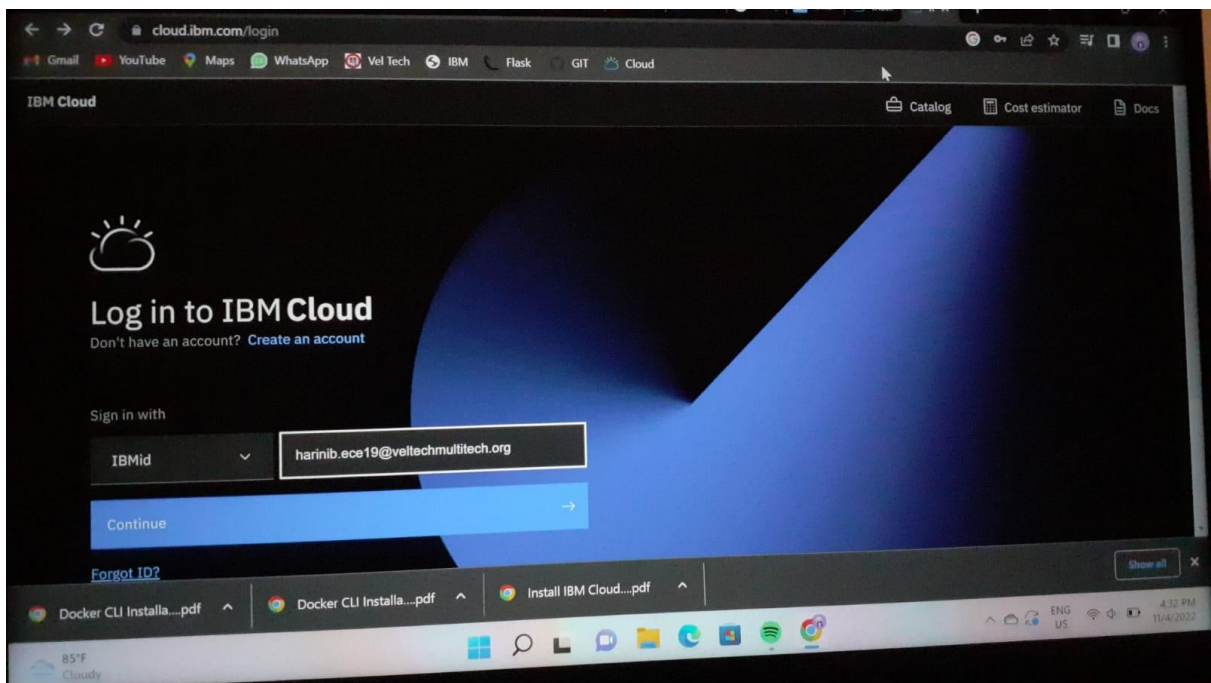 cloud.ibm.com/login
Gmail YouTube Maps WhatsApp Vel Tech IBM Flask GIT Cloud
IBM Cloud Catalog Cost estimator Docs
Log in to IBM Cloud
Don't have an account? Create an account
Sign in with
IBMid harinib.ece19@veltechmultitech.org
Continue
Forgot ID?
Docker CLI Installa....pdf Docker CLI Installa....pdf Install IBM Cloud....pdf Show all
85°F
Cloudy
ENG
US
4:32 PM
11/4/2022